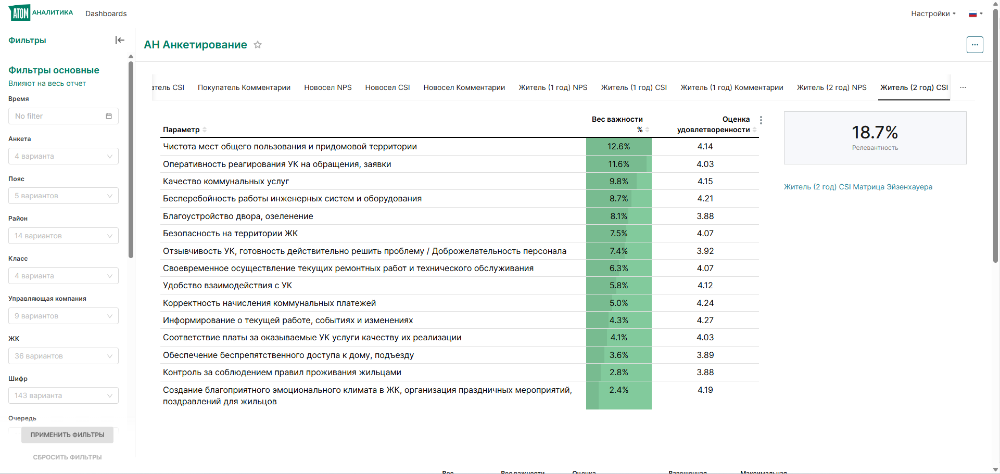 АТОМ АНАЛИТИКА
Dashboards
Настройки
Фильтры
АН Анкетирование
...
Фильтры основные
Влияют на весь отчет
Время
No filter
Анкета
4 варианта
Пояс
5 вариантов
Район
14 вариантов
Класс
4 варианта
Управляющая компания
9 вариантов
ЖК
36 вариантов
Шифр
143 варианта
Очередь
ПРИМЕНИТЬ ФИЛЬТРЫ
СБРОСИТЬ ФИЛЬТРЫ
атель CSI Покупатель Комментарии Новосел NPS Новосел CSI Новосел Комментарии Житель (1 год) NPS Житель (1 год) CSI Житель (1 год) Комментарии Житель (2 год) NPS Житель (2 год) CSI ...
Параметр Вес важности % Оценка удовлетворенности
Чистота мест общего пользования и придомовой территории 12.6% 4.14
Оперативность реагирования УК на обращения, заявки 11.6% 4.03
Качество коммунальных услуг 9.8% 4.15
Бесперебойность работы инженерных систем и оборудования 8.7% 4.21
Благоустройство двора, озеленение 8.1% 3.88
Безопасность на территории ЖК 7.5% 4.07
Отзывчивость УК, готовность действительно решить проблему / Доброжелательность персонала 7.4% 3.92
Своевременное осуществление текущих ремонтных работ и технического обслуживания 6.3% 4.07
Удобство взаимодействия с УК 5.8% 4.12
Корректность начисления коммунальных платежей 5.0% 4.24
Информирование о текущей работе, событиях и изменениях 4.3% 4.27
Соответствие платы за оказываемые УК услуги качеству их реализации 4.1% 4.03
Обеспечение беспрепятственного доступа к дому, подъезду 3.6% 3.89
Контроль за соблюдением правил проживания жильцами 2.8% 3.88
Создание благоприятного эмоционального климата в ЖК, организация праздничных мероприятий, 2.4% 4.19
поздравлений для жильцов
18.7%
Релевантность
Житель (2 год) CSI Матрица Эйзенхауера
Вес Вес важности Оценка Взвешенная Максимальная